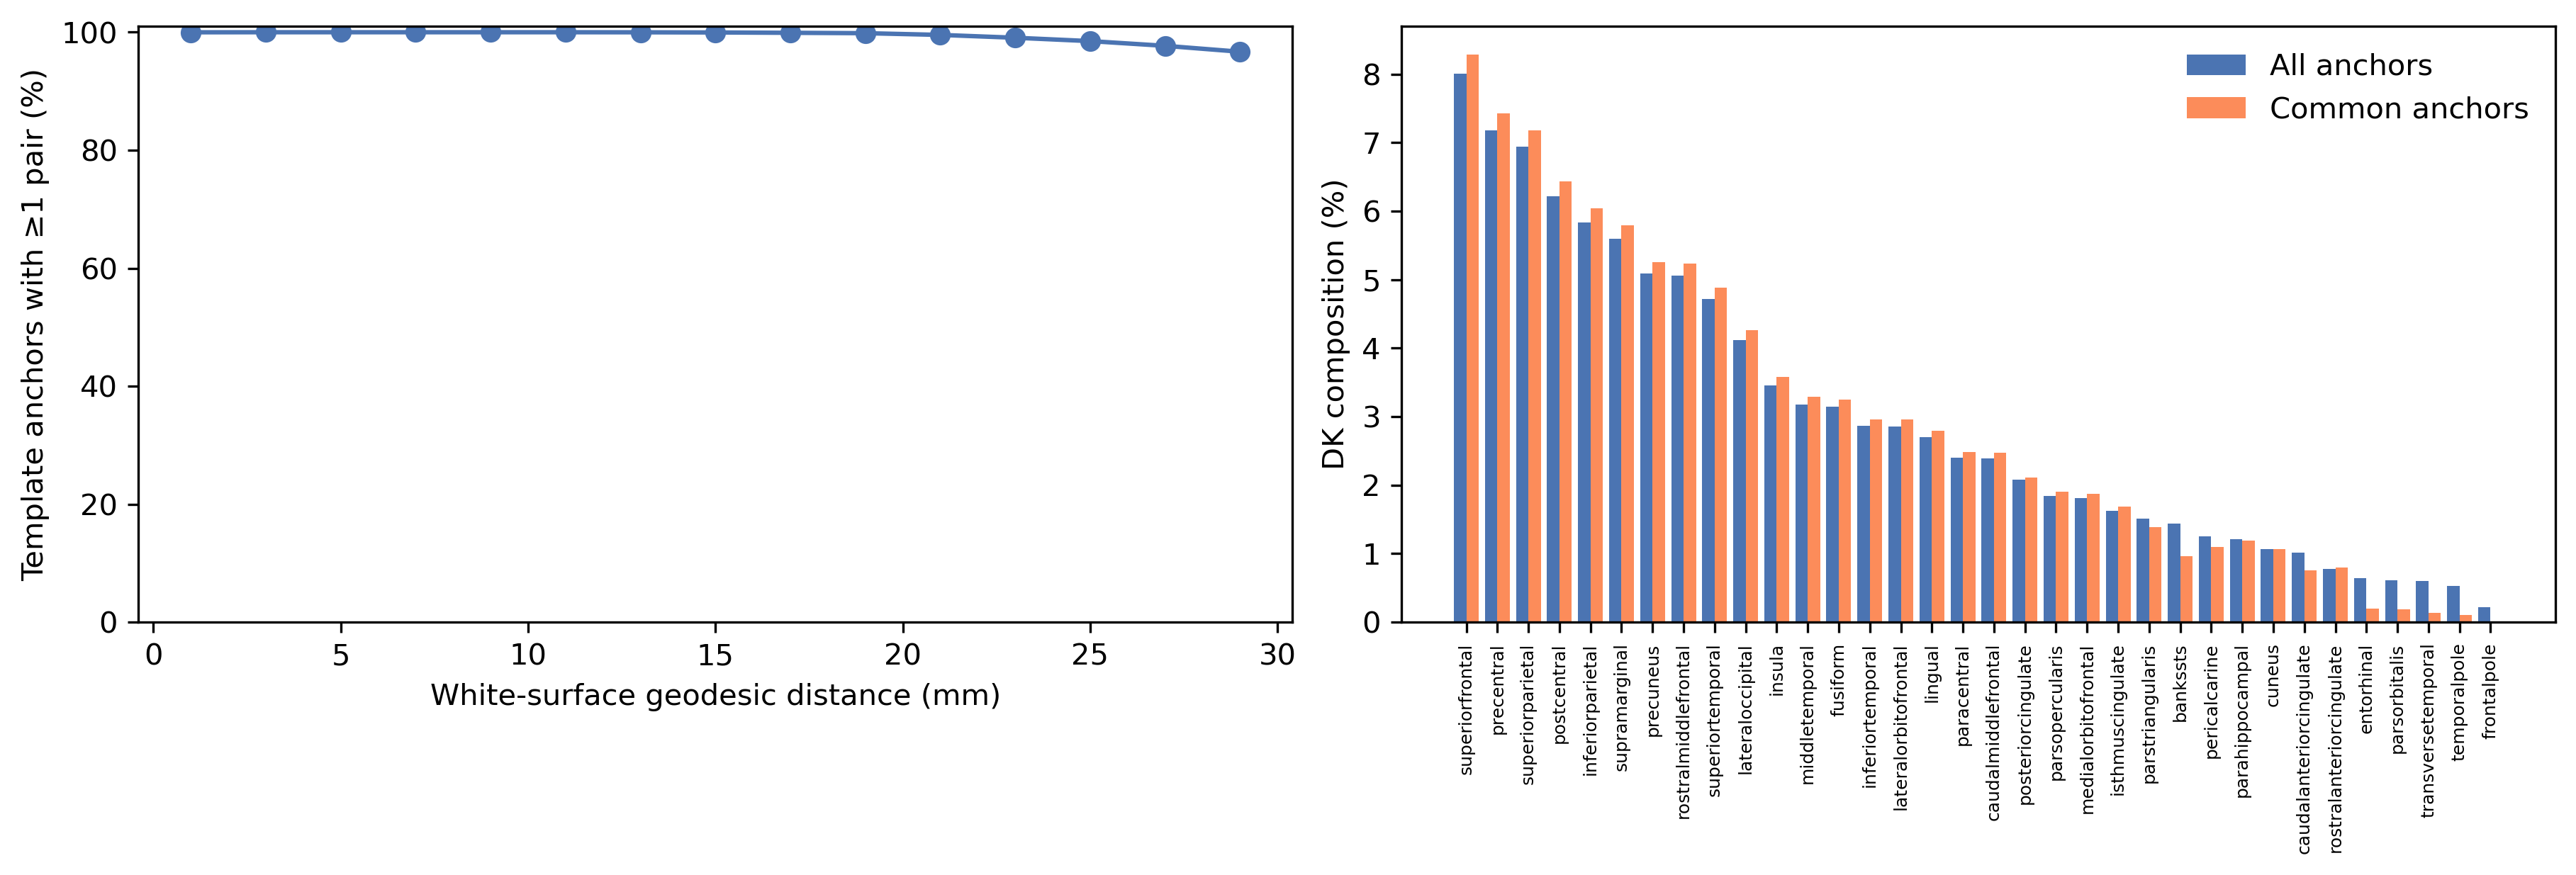 Template anchors with ≥1 pair (%)
100
80
60
40
20
0
0 5 10 15 20 25 30
White-surface geodesic distance (mm)
DK composition (%)
8
7
6
5
4
3
2
1
0
All anchors
Common anchors
superiorfrontal
precentral
superiorparietal
postcentral
inferiorparietal
supramarginal
precuneus
rostralmiddlefrontal
superiortemporal
lateraloccipital
insula
middletemporal
fusiform
inferiortemporal
lateralorbitofrontal
lingual
paracentral
caudalmiddlefrontal
posteriorcingulate
parsopercularis
medialorbitofrontal
isthmuscingulate
parstriangularis
bankssts
pericalcarine
parahippocampal
cuneus
caudalanteriorcingulate
rostralanteriorcingulate
entorhinal
parsorbitalis
transversetemporal
temporalpole
frontalpole